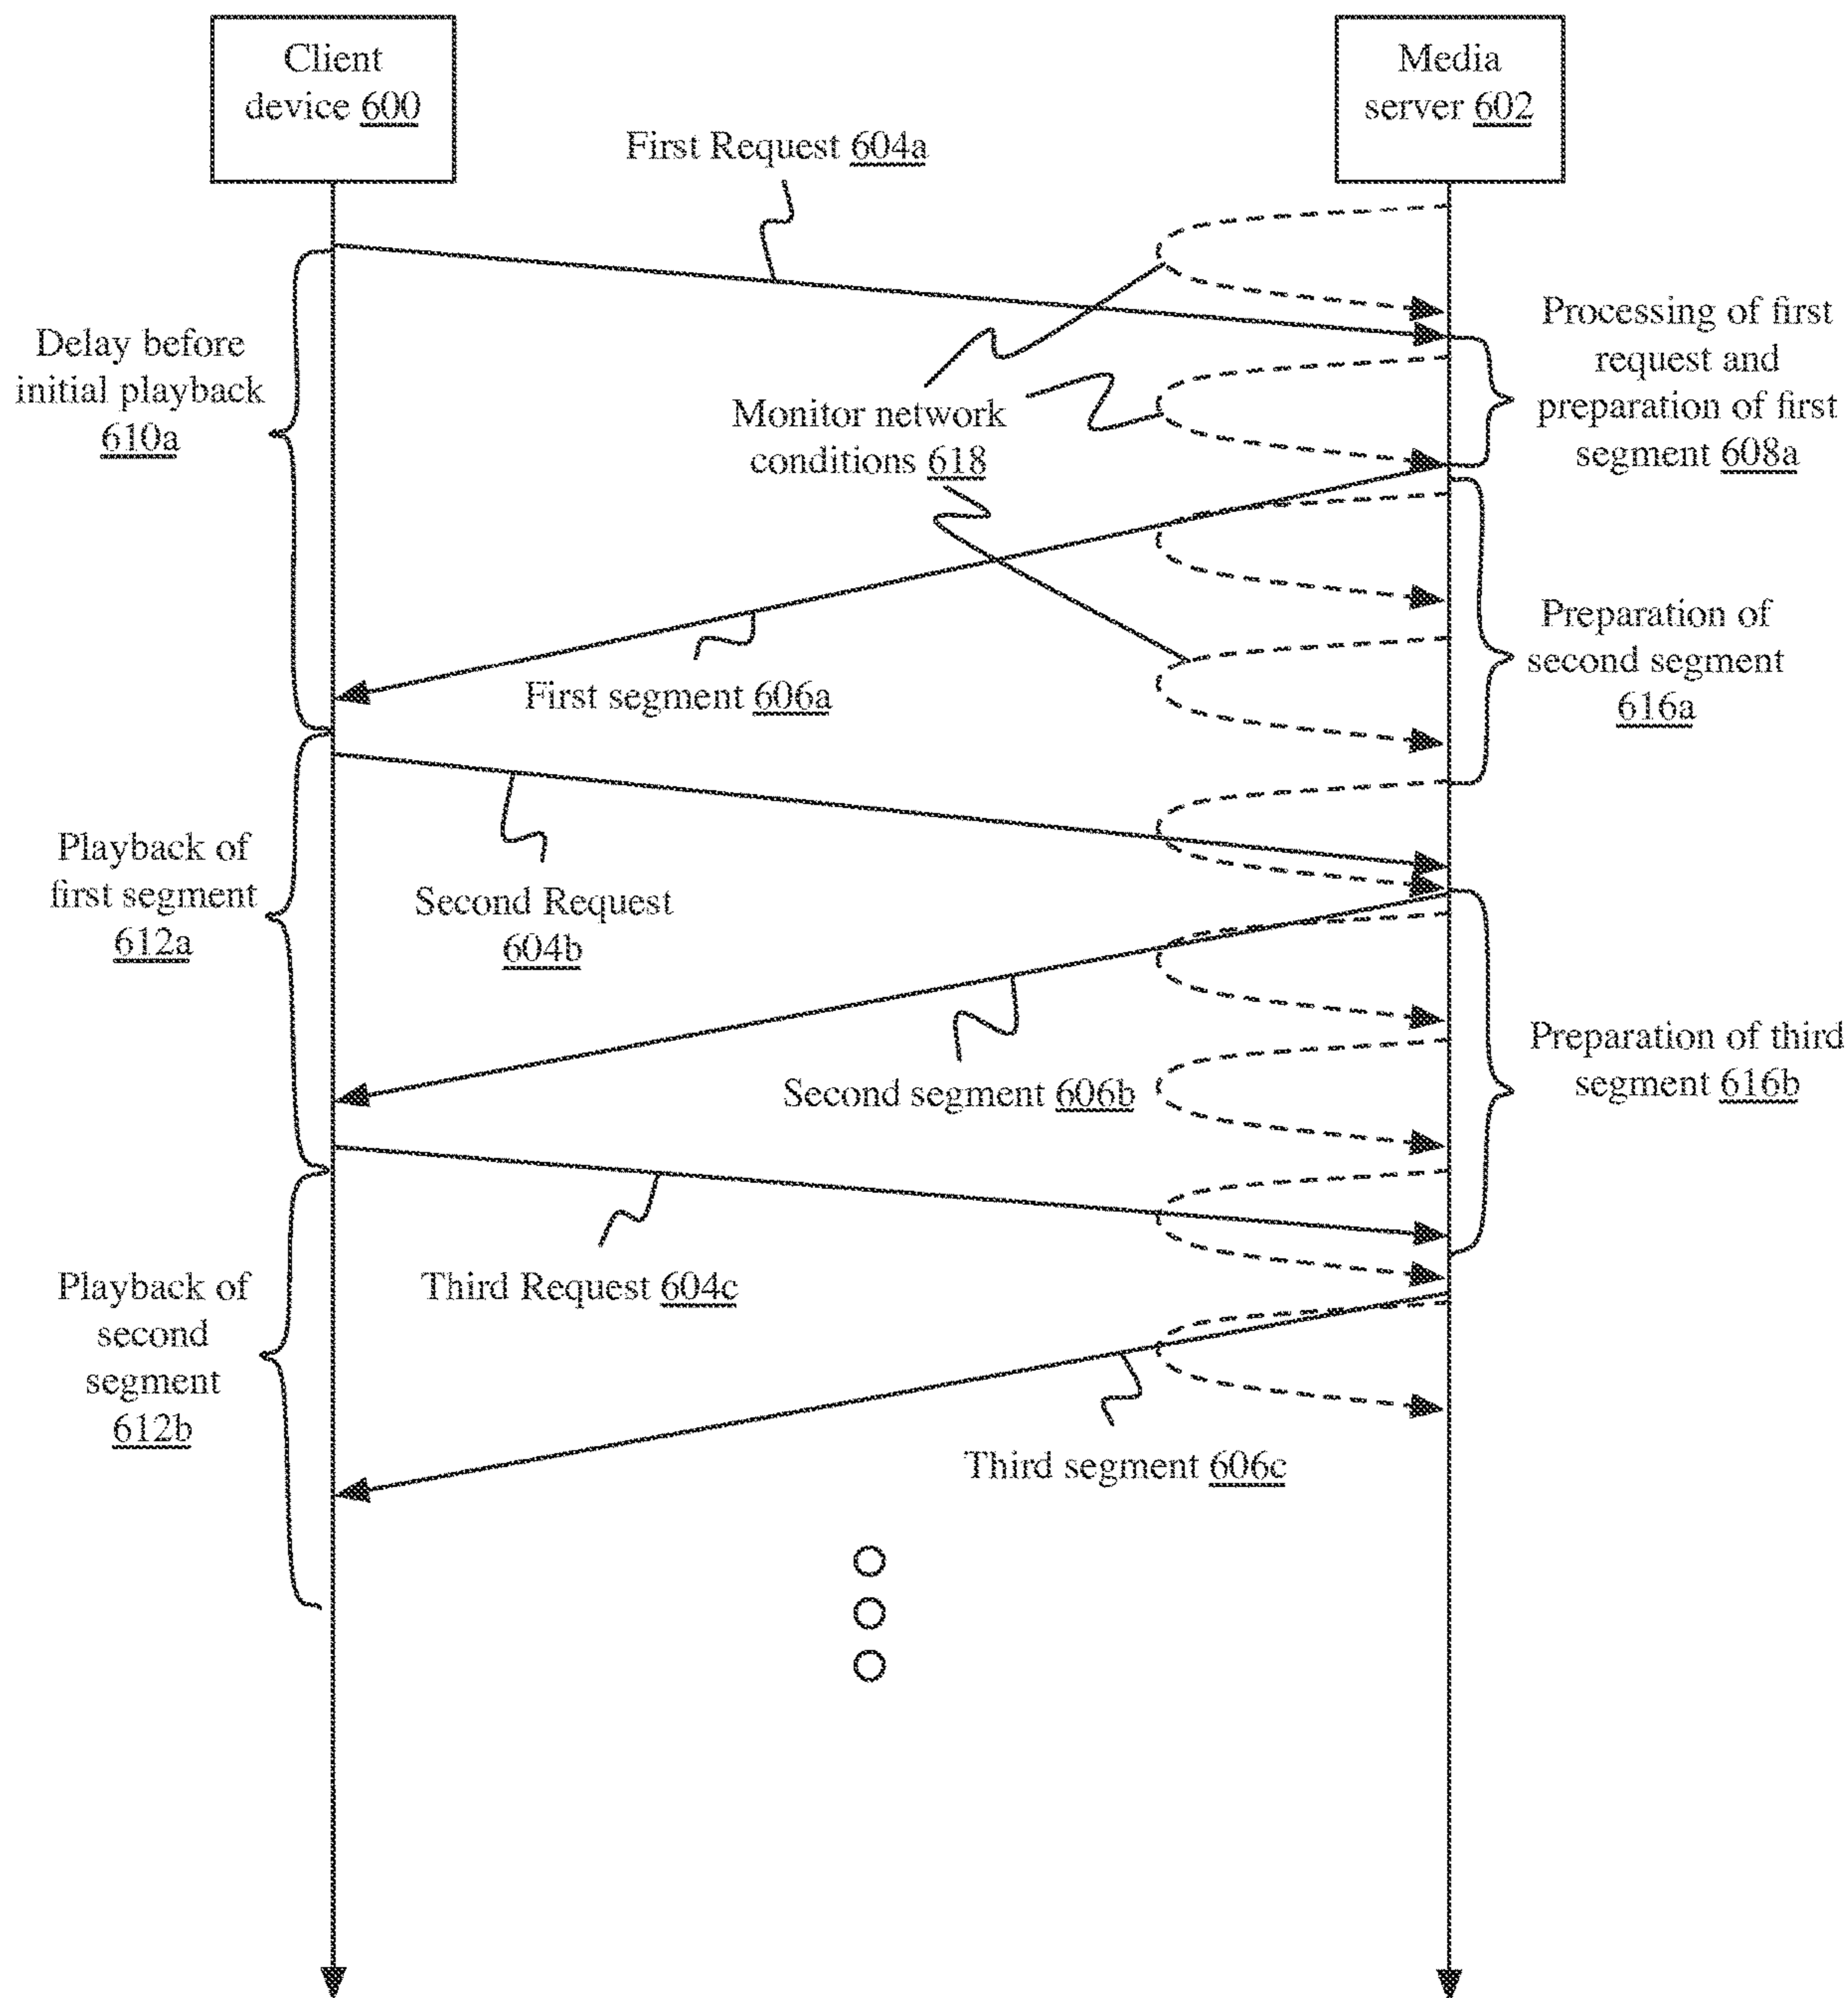 Client
device 600
Media
server 602
First Request 604a
Delay before
initial playback
610a
Processing of first
request and
preparation of first
segment 608a
Monitor network
conditions 618
Preparation of
second segment
616a
First segment 606a
Playback of
first segment
612a
Second Request
604b
Preparation of third
segment 616b
Second segment 606b
Playback of
second
segment
612b
Third Request 604c
Third segment 606c